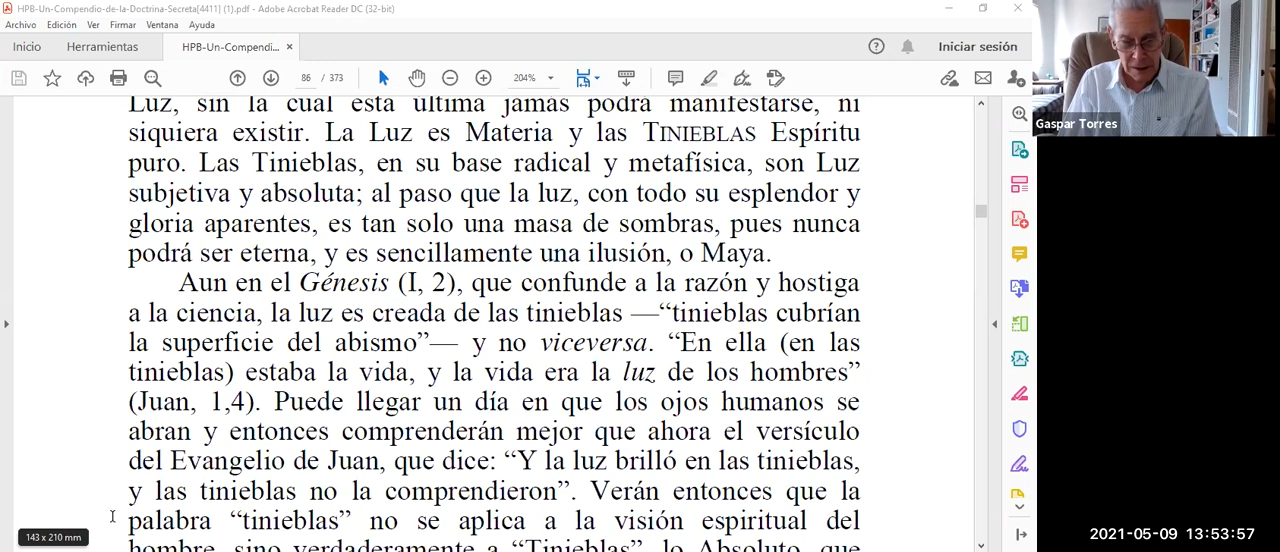 HPB-Un-Compendio-de-la-Doctrina-Secreta[4411] (1).pdf - Adobe Acrobat Reader DC (32-bit)
Archivo Edición Ver Firmar Ventana Ayuda
Inicio Herramientas HPB-Un-Compendi... × Iniciar sesión
86 / 373 204%
Gaspar Torres
Luz, sin la cual esta última jamás podrá manifestarse, ni
siquiera existir. La Luz es Materia y las TINIEBLAS Espíritu
puro. Las Tinieblas, en su base radical y metafísica, son Luz
subjetiva y absoluta; al paso que la luz, con todo su esplendor y
gloria aparentes, es tan solo una masa de sombras, pues nunca
podrá ser eterna, y es sencillamente una ilusión, o Maya.
Aun en el Génesis (I, 2), que confunde a la razón y hostiga
a la ciencia, la luz es creada de las tinieblas —“tinieblas cubrían
la superficie del abismo”— y no viceversa. “En ella (en las
tinieblas) estaba la vida, y la vida era la luz de los hombres”
(Juan, 1,4). Puede llegar un día en que los ojos humanos se
abran y entonces comprenderán mejor que ahora el versículo
del Evangelio de Juan, que dice: “Y la luz brilló en las tinieblas,
y las tinieblas no la comprendieron”. Verán entonces que la
palabra “tinieblas” no se aplica a la visión espiritual del
hombre, sino verdaderamente a “Tinieblas”, lo Absoluto, que
143 x 210 mm
2021-05-09 13:53:57